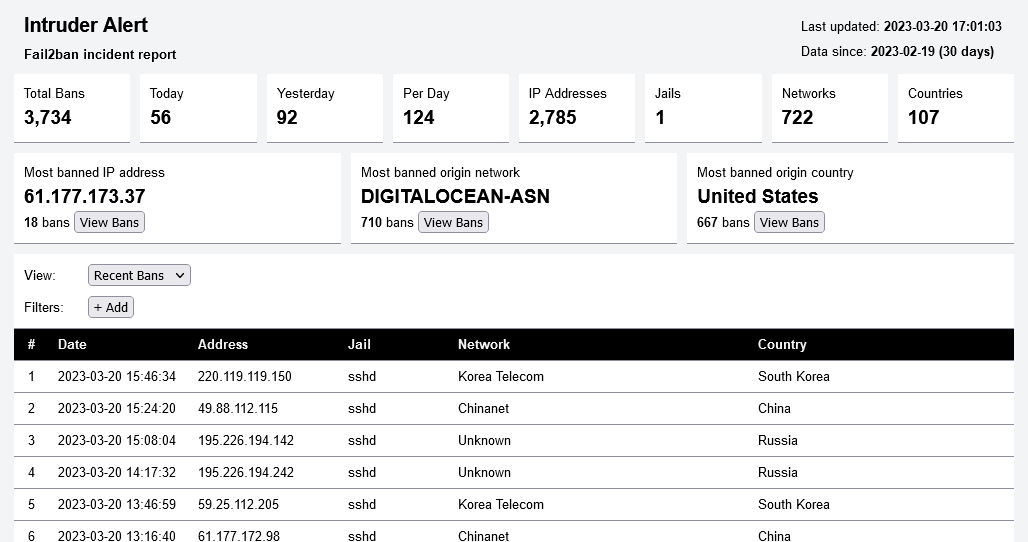 Intruder Alert
Last updated: 2023-03-20 17:01:03
Fail2ban incident report
Data since: 2023-02-19 (30 days)
Total Bans Today Yesterday Per Day IP Addresses Jails Networks Countries
3,734 56 92 124 2,785 1 722 107
Most banned IP address Most banned origin network Most banned origin country
61.177.173.37 DIGITALOCEAN-ASN United States
18 bans View Bans 710 bans View Bans 667 bans View Bans
View: Recent Bans
Filters: + Add
# Date Address Jail Network Country
1 2023-03-20 15:46:34 220.119.119.150 sshd Korea Telecom South Korea
2 2023-03-20 15:24:20 49.88.112.115 sshd Chinanet China
3 2023-03-20 15:08:04 195.226.194.142 sshd Unknown Russia
4 2023-03-20 14:17:32 195.226.194.242 sshd Unknown Russia
5 2023-03-20 13:46:59 59.25.112.205 sshd Korea Telecom South Korea
6 2023-03-20 13:16:40 61.177.172.98 sshd Chinanet China